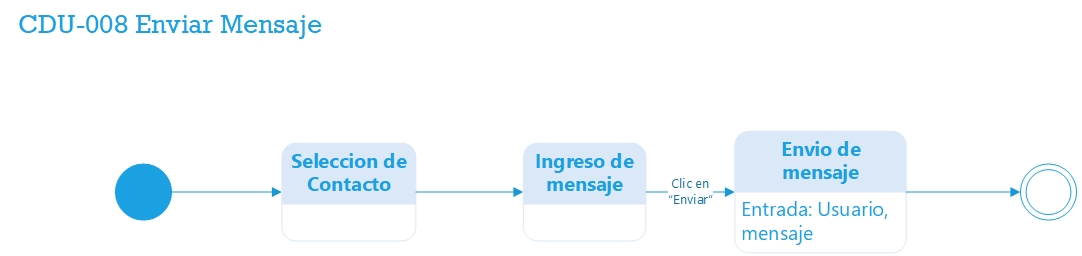 CDU-008 Enviar Mensaje
Seleccion de
Contacto
Ingreso de
mensaje
Clic en
"Enviar"
Envio de
mensaje
Entrada: Usuario,
mensaje